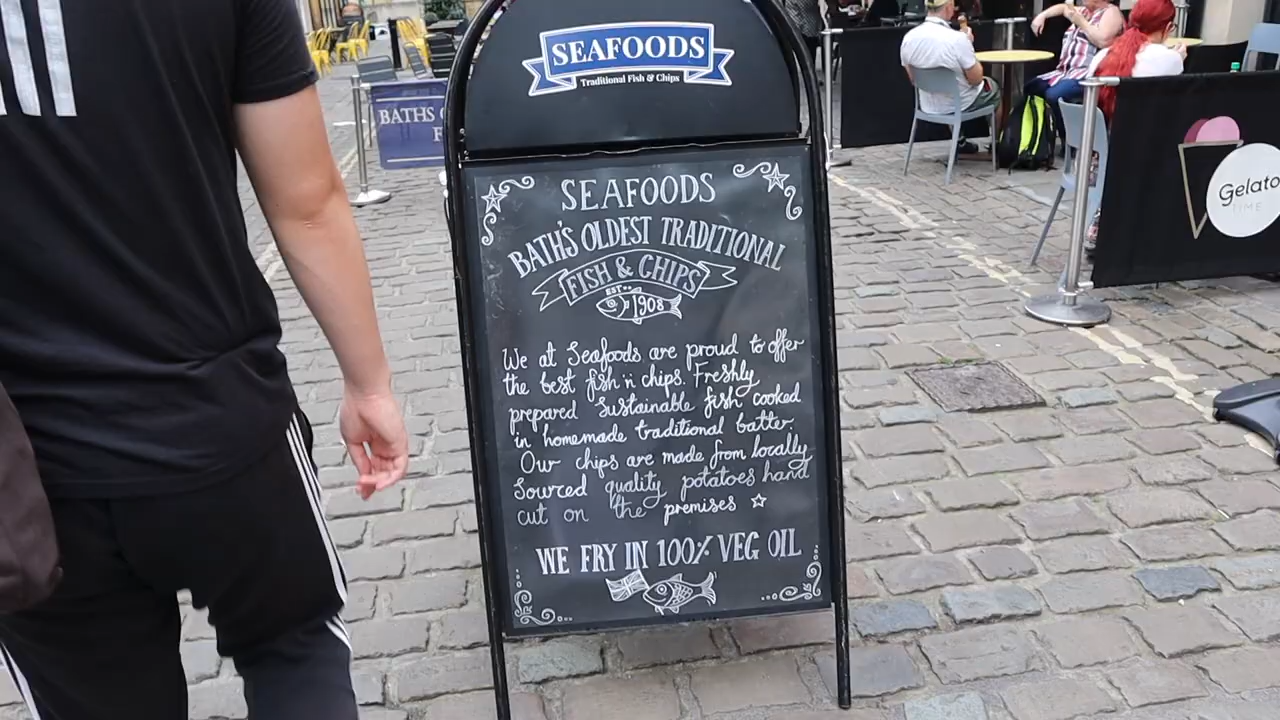 SEAFOODS
Traditional Fish & Chips
BATHS
F
Gelato
TIME
SEAFOODS
BATH'S OLDEST TRADITIONAL
FISH & CHIPS
EST
1908
We at Seafoods are proud to offer
the best fish 'n' chips. Freshly
prepared Sustainable fish cooked
in homemade traditional batter.
Our chips are made from locally
Sourced quality potatoes hand
cut on the premises
WE FRY IN 100% VEG OIL